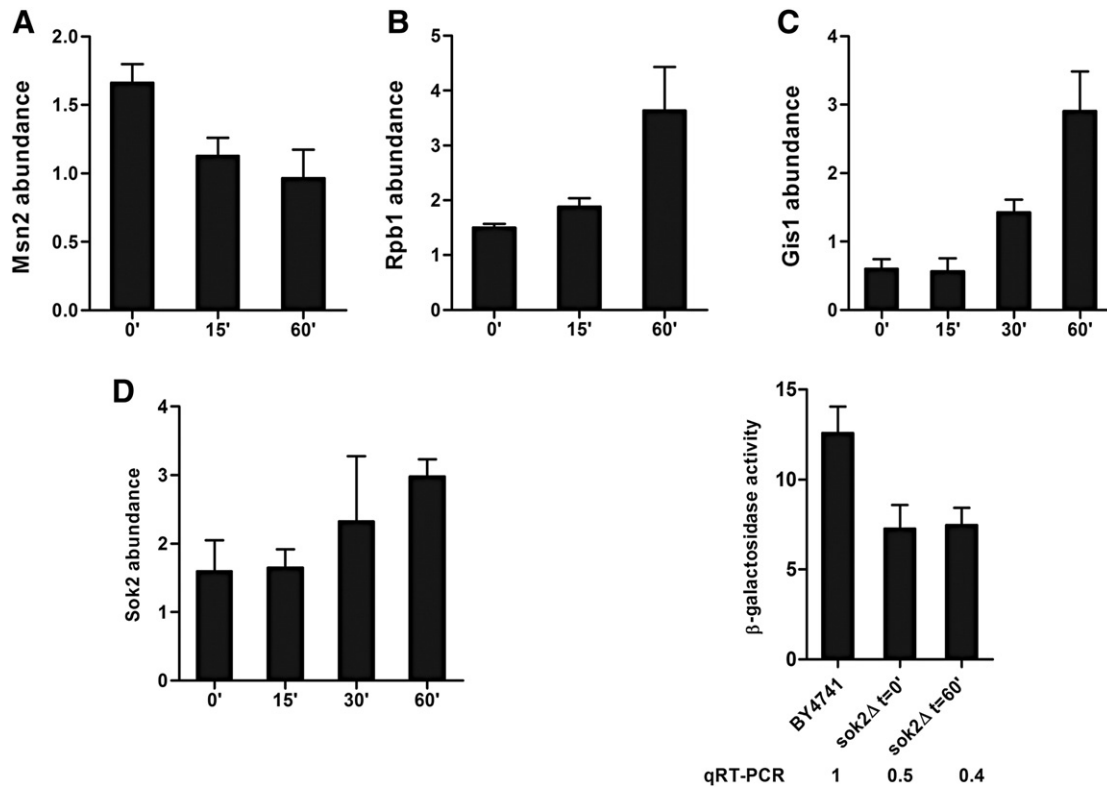 A
Msn2 abundance
2.0
1.5
1.0
0.5
0.0
0' 15' 60'
B
Rpb1 abundance
5
4
3
2
1
0
0' 15' 60'
C
Gis1 abundance
4
3
2
1
0
0' 15' 30' 60'
D
Sok2 abundance
4
3
2
1
0
0' 15' 30' 60'
β-galactosidase activity
15
10
5
0
BY4741
sok2Δ t=0'
sok2Δ t=60'
qRT-PCR 1 0.5 0.4